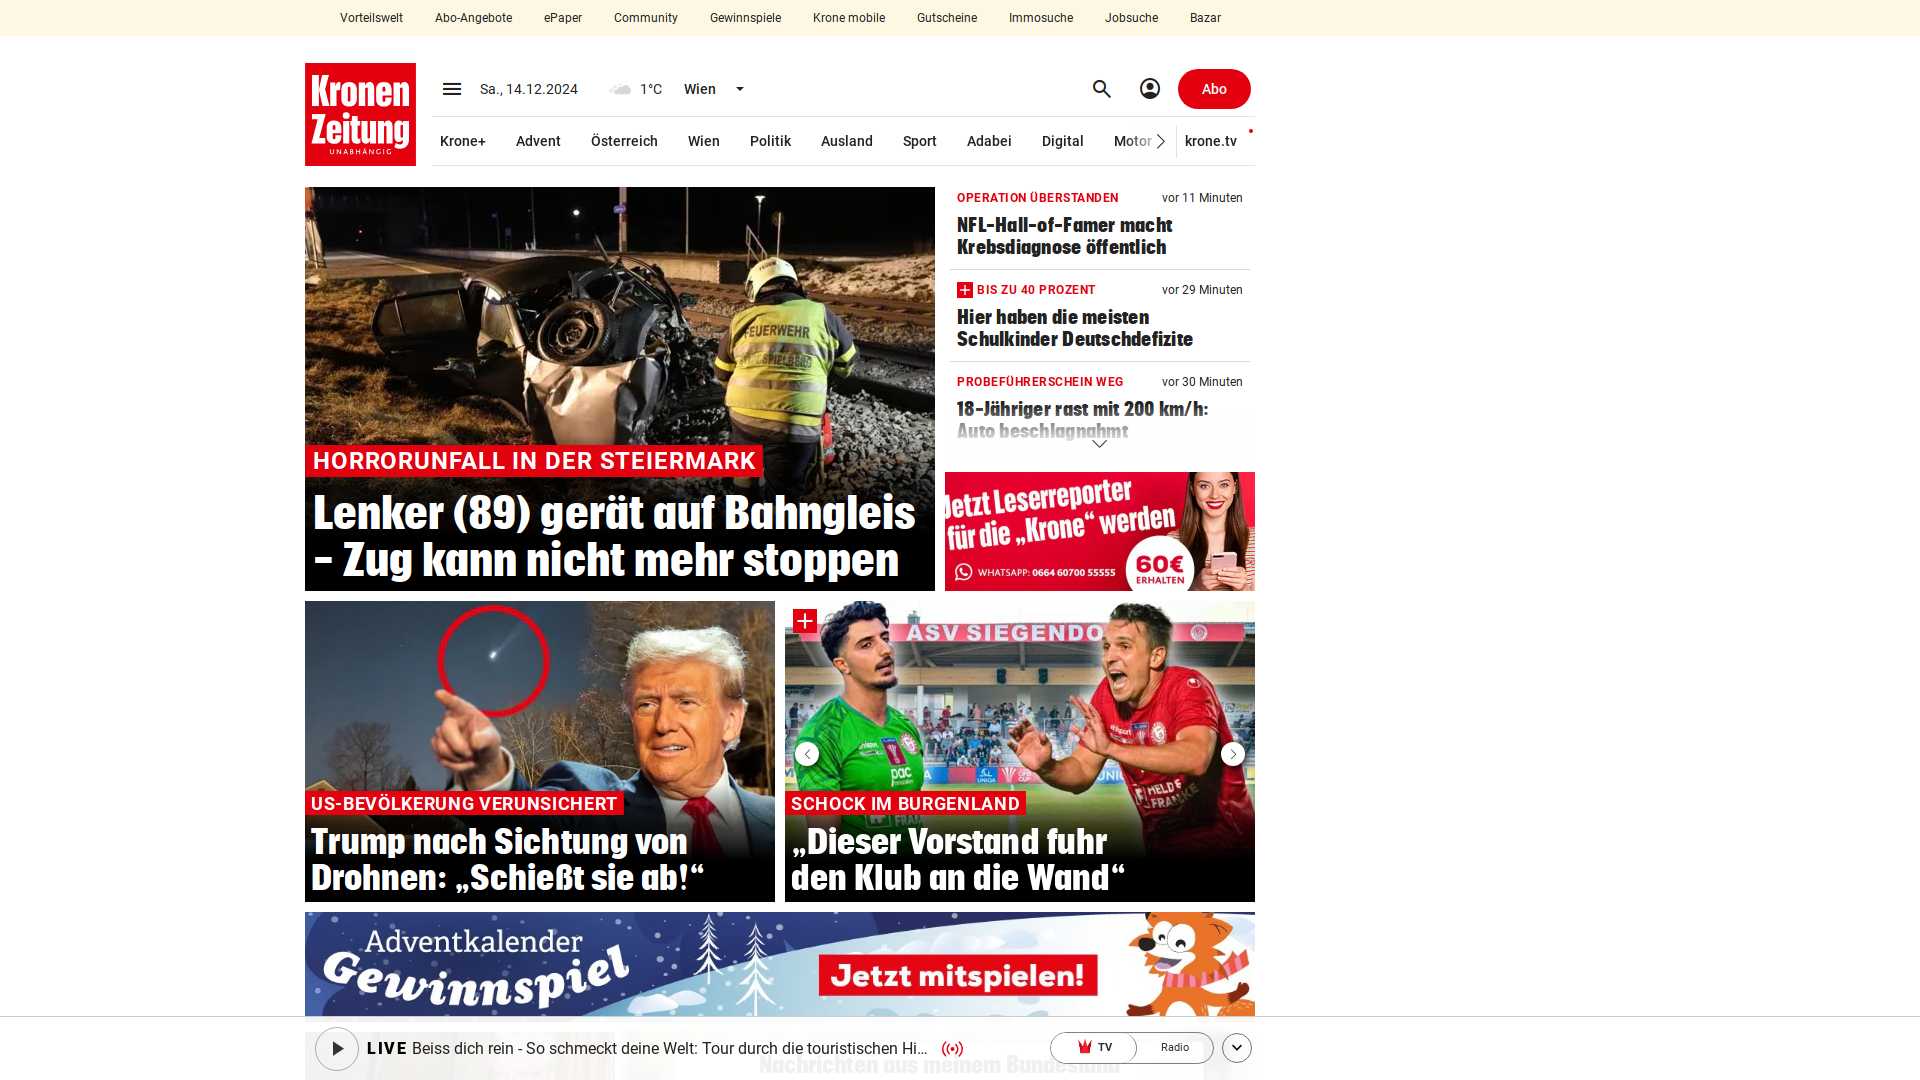 Vorteilswelt Abo-Angebote ePaper Community Gewinnspiele Krone mobile Gutscheine Immosuche Jobsuche Bazar
Kronen
Zeitung
UNABHÄNGIG
Sa., 14.12.2024 1°C Wien
Abo
Krone+ Advent Österreich Wien Politik Ausland Sport Adabei Digital Motor krone.tv
FEUERWEHR
HORRORUNFALL IN DER STEIERMARK
Lenker (89) gerät auf Bahngleis
– Zug kann nicht mehr stoppen
OPERATION ÜBERSTANDEN vor 11 Minuten
NFL-Hall-of-Famer macht
Krebsdiagnose öffentlich
BIS ZU 40 PROZENT vor 29 Minuten
Hier haben die meisten
Schulkinder Deutschdefizite
PROBEFÜHRERSCHEIN WEG vor 30 Minuten
18-Jähriger rast mit 200 km/h:
Auto beschlagnahmt
Jetzt Leserreporter
für die „Krone“ werden
WHATSAPP: 0664 60700 55555
60€
ERHALTEN
US-BEVÖLKERUNG VERUNSICHERT
Trump nach Sichtung von
Drohnen: „Schießt sie ab!“
ASV SIEGENDO
pac
SCHOCK IM BURGENLAND
„Dieser Vorstand fuhr
den Klub an die Wand“
Adventkalender
Gewinnspiel
Jetzt mitspielen!
LIVE Beiss dich rein - So schmeckt deine Welt: Tour durch die touristischen Hi...
TV Radio
Nachrichten aus meinem Bundesland